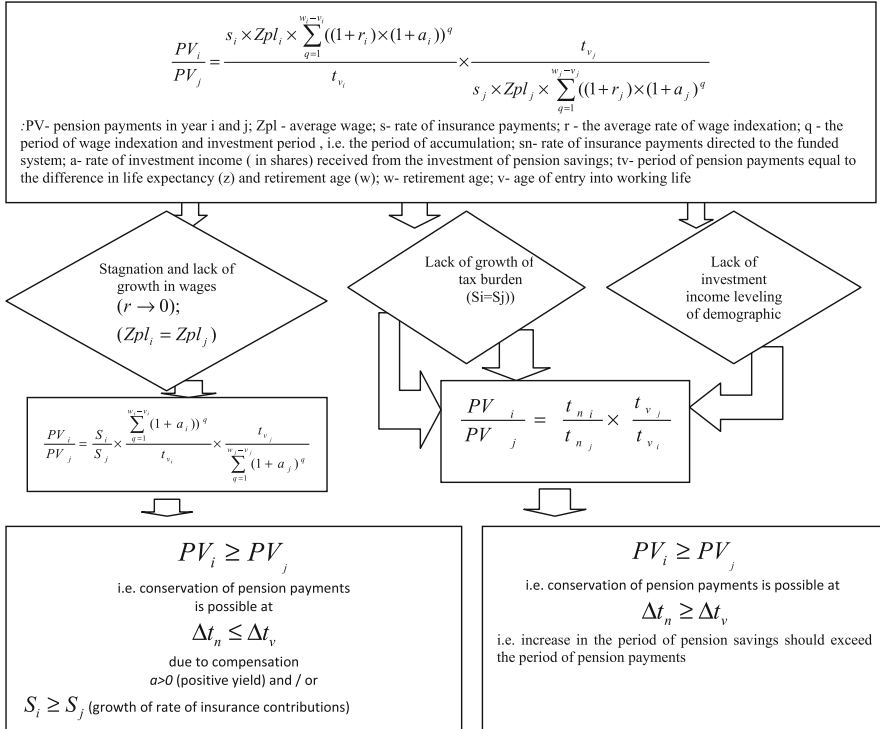 PV_i / PV_j = (s_i × Zpl_i × ∑_{q=1}^{w_i−v_i} ((1+r_i)×(1+a_i))^q) / t_{v_i} × t_{v_j} / (s_j × Zpl_j × ∑_{q=1}^{w_j−v_j} ((1+r_j)×(1+a_j)^q)
:PV- pension payments in year i and j; Zpl - average wage; s- rate of insurance payments; r - the average rate of wage indexation; q - the
period of wage indexation and investment period , i.e. the period of accumulation; sn- rate of insurance payments directed to the funded
system; a- rate of investment income ( in shares) received from the investment of pension savings; tv- period of pension payments equal to
the difference in life expectancy (z) and retirement age (w); w- retirement age; v- age of entry into working life
Stagnation and lack of
growth in wages
(r → 0);
(Zpl_i = Zpl_j)
Lack of growth of
tax burden
(Si=Sj))
Lack of
investment
income leveling
of demographic
PV_i / PV_j = S_i / S_j × (∑_{q=1}^{w_i−v_i} (1+a_i))^q) / t_{v_i} × t_{v_j} / (∑_{q=1}^{w_j−v_j} (1+a_j)^q)
PV_i / PV_j = t_{n_i} / t_{n_j} × t_{v_j} / t_{v_i}
PV_i ≥ PV_j
i.e. conservation of pension payments
is possible at
Δt_n ≤ Δt_v
due to compensation
a>0 (positive yield) and / or
S_i ≥ S_j (growth of rate of insurance contributions)
PV_i ≥ PV_j
i.e. conservation of pension payments is possible at
Δt_n ≥ Δt_v
i.e. increase in the period of pension savings should exceed
the period of pension payments